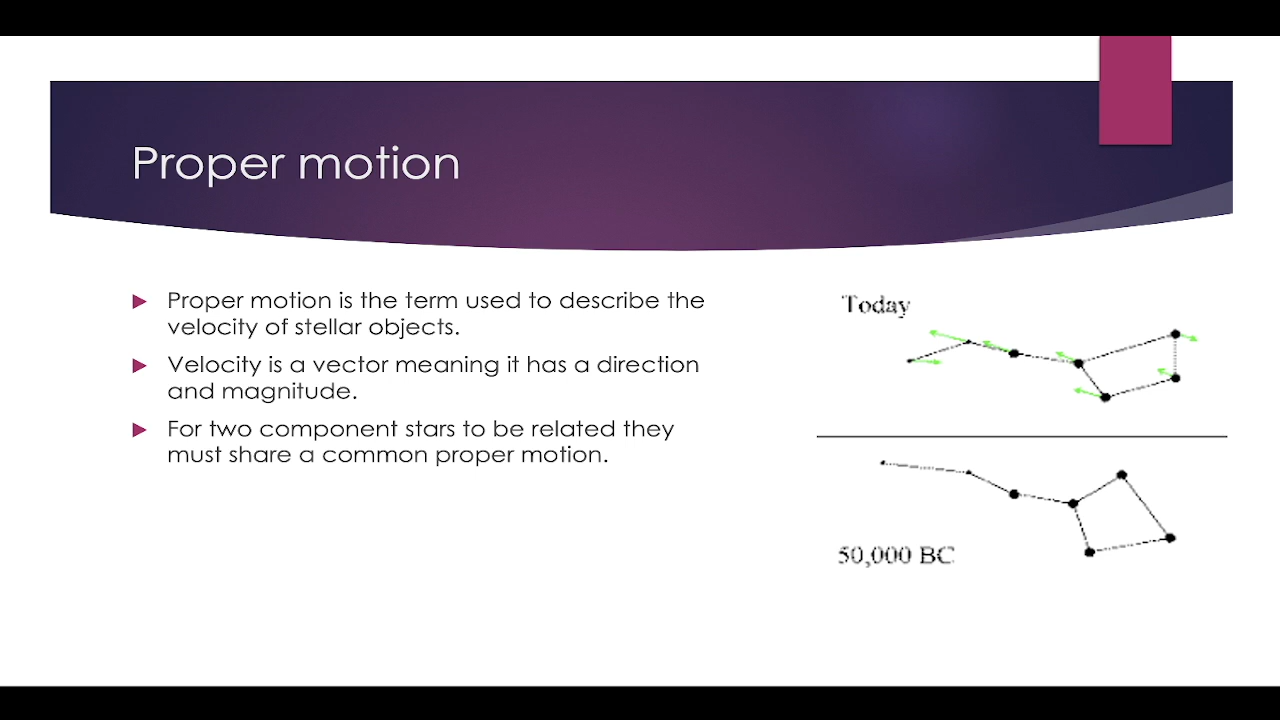 Proper motion
Proper motion is the term used to describe the
velocity of stellar objects.
Velocity is a vector meaning it has a direction
and magnitude.
For two component stars to be related they
must share a common proper motion.
Today
50,000 BC